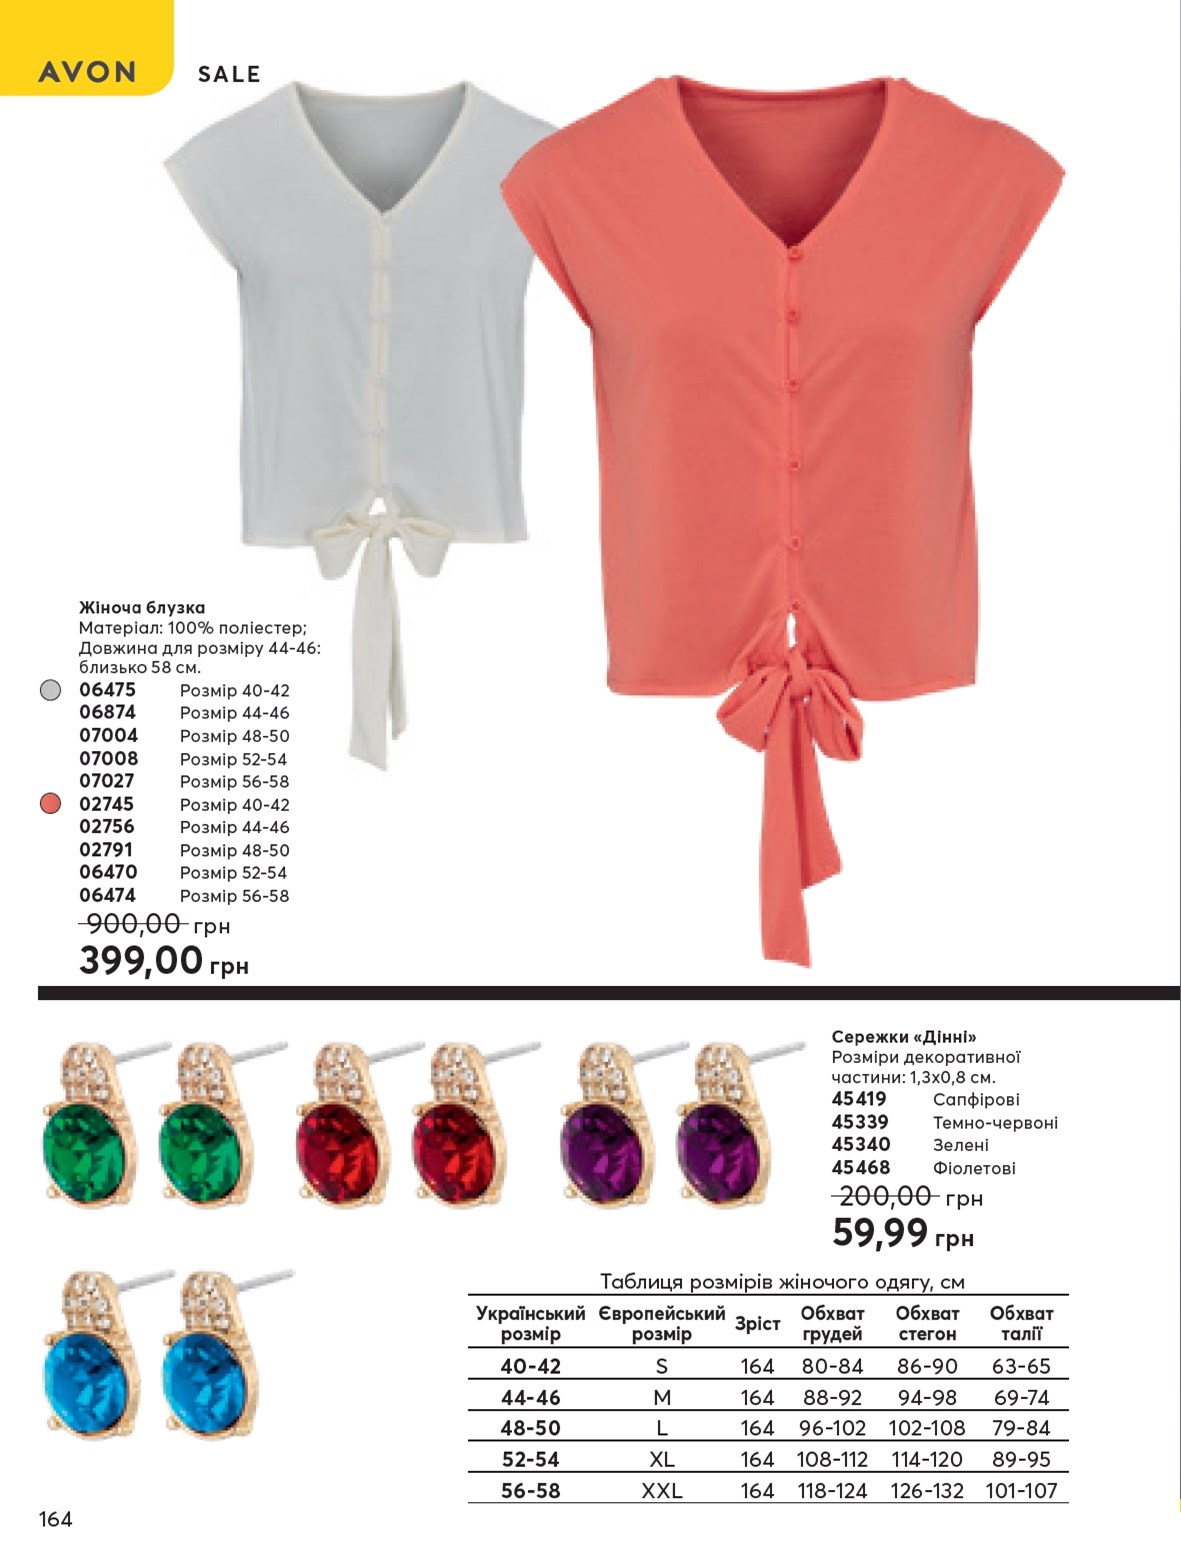 AVON
SALE
Жіноча блузка
Матеріал: 100% поліестер;
Довжина для розміру 44-46:
близько 58 см.
06475 Розмір 40-42
06874 Розмір 44-46
07004 Розмір 48-50
07008 Розмір 52-54
07027 Розмір 56-58
02745 Розмір 40-42
02756 Розмір 44-46
02791 Розмір 48-50
06470 Розмір 52-54
06474 Розмір 56-58
900,00 грн
399,00 грн
Сережки «Дінні»
Розміри декоративної
частини: 1,3х0,8 см.
45419 Сапфірові
45339 Темно-червоні
45340 Зелені
45468 Фіолетові
200,00 грн
59,99 грн
Таблиця розмірів жіночого одягу, см
Український Європейський Зріст Обхват Обхват Обхват
розмір розмір грудей стегон талії
40-42 S 164 80-84 86-90 63-65
44-46 M 164 88-92 94-98 69-74
48-50 L 164 96-102 102-108 79-84
52-54 XL 164 108-112 114-120 89-95
56-58 XXL 164 118-124 126-132 101-107
164